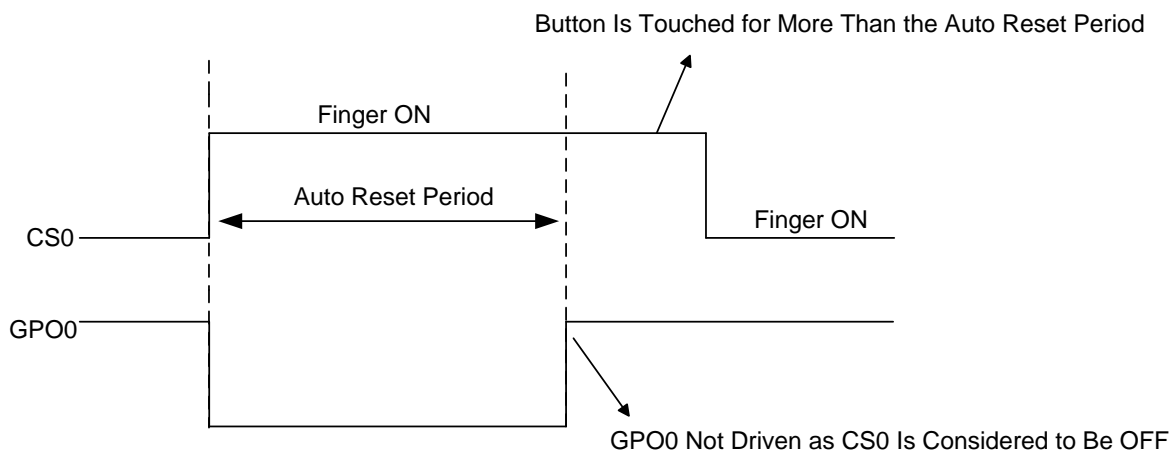 Button Is Touched for More Than the Auto Reset Period
Finger ON
Auto Reset Period
Finger ON
CS0
GPO0
GPO0 Not Driven as CS0 Is Considered to Be OFF